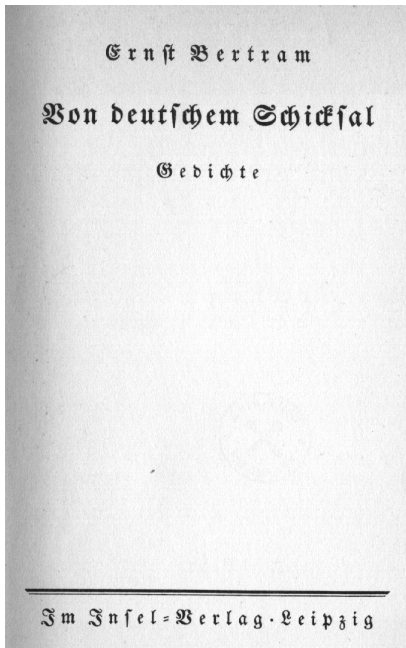 Ernst Bertram
Von deutschem Schicksal
Gedichte
Im Insel-Verlag · Leipzig